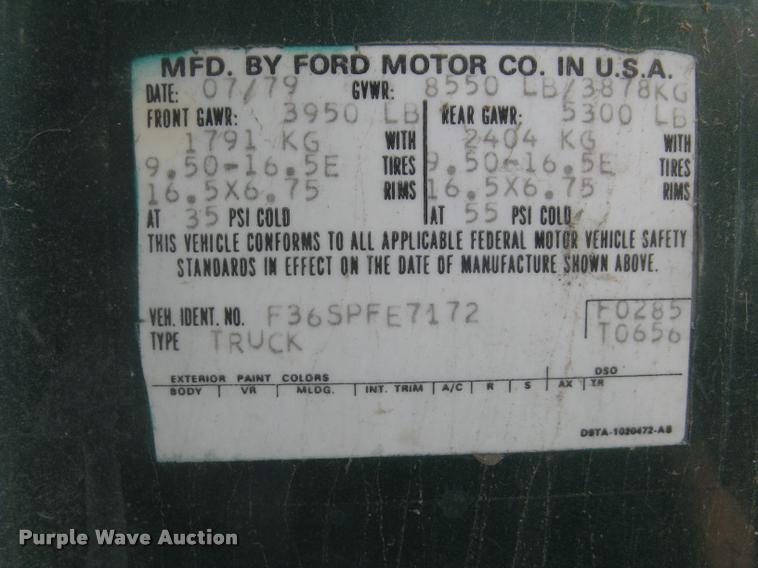 MFD. BY FORD MOTOR CO. IN U.S.A.
DATE: 07/79 GVWR: 8550 LB/3878KG
FRONT GAWR: 3950 LB REAR GAWR: 5300 LB
1791 KG WITH 2404 KG WITH
9.50-16.5E TIRES 9.50-16.5E TIRES
16.5X6.75 RIMS 16.5X6.75 RIMS
AT 35 PSI COLD AT 55 PSI COLD
THIS VEHICLE CONFORMS TO ALL APPLICABLE FEDERAL MOTOR VEHICLE SAFETY
STANDARDS IN EFFECT ON THE DATE OF MANUFACTURE SHOWN ABOVE.
VEH. IDENT. NO. F36SPFE7172 F0285
TYPE TRUCK T0656
EXTERIOR PAINT COLORS DSO
BODY VR MLDG. INT. TRIM A/C R S AX TR
D8TA-1020472-AB
Purple Wave Auction